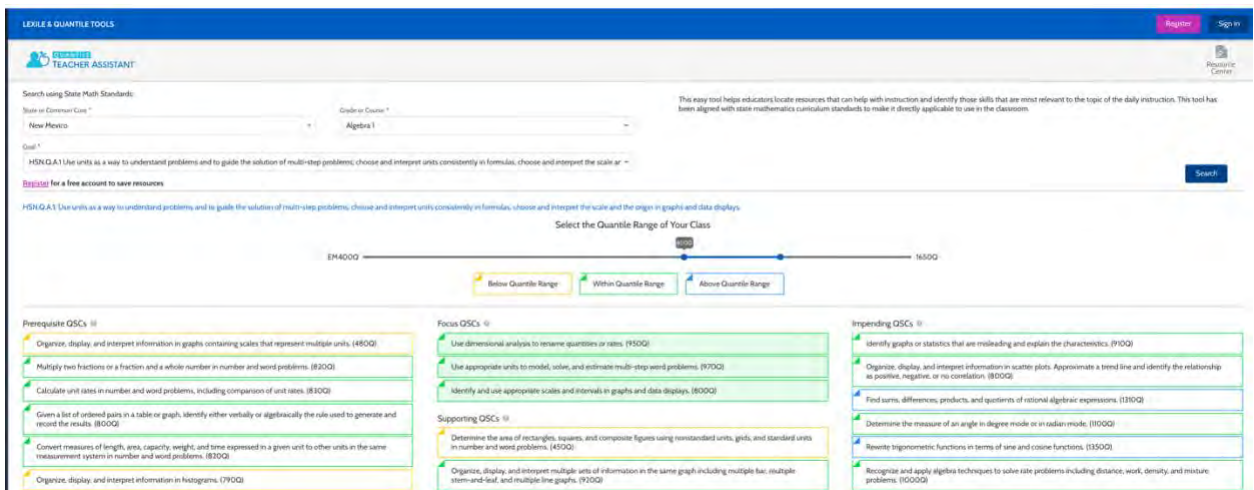 LEXILE & QUANTILE TOOLS
Register
Sign in
QUANTILE
TEACHER ASSISTANT
Resource
Center
Search using State Math Standards:
State or Common Core *
New Mexico
Grade or Course *
Algebra 1
This easy tool helps educators locate resources that can help with instruction and identify those skills that are most relevant to the topic of the daily instruction. This tool has
been aligned with state mathematics curriculum standards to make it directly applicable to use in the classroom.
Goal *
HSN.Q.A.1 Use units as a way to understand problems and to guide the solution of multi-step problems; choose and interpret units consistently in formulas; choose and interpret the scale ar
Search
Register for a free account to save resources
HSN.Q.A.1 Use units as a way to understand problems and to guide the solution of multi-step problems; choose and interpret units consistently in formulas; choose and interpret the scale and the origin in graphs and data displays.
Select the Quantile Range of Your Class
EM400Q
1650Q
Below Quantile Range
Within Quantile Range
Above Quantile Range
Prerequisite QSCs
Organize, display, and interpret information in graphs containing scales that represent multiple units. (480Q)
Multiply two fractions or a fraction and a whole number in number and word problems. (820Q)
Calculate unit rates in number and word problems, including comparison of unit rates. (830Q)
Given a list of ordered pairs in a table or graph, identify either verbally or algebraically the rule used to generate and
record the results. (800Q)
Convert measures of length, area, capacity, weight, and time expressed in a given unit to other units in the same
measurement system in number and word problems. (820Q)
Organize, display, and interpret information in histograms. (790Q)
Focus QSCs
Use dimensional analysis to rename quantities or rates. (950Q)
Use appropriate units to model, solve, and estimate multi-step word problems. (970Q)
Identify and use appropriate scales and intervals in graphs and data displays. (800Q)
Supporting QSCs
Determine the area of rectangles, squares, and composite figures using nonstandard units, grids, and standard units
in number and word problems. (450Q)
Organize, display, and interpret multiple sets of information in the same graph including multiple bar, multiple
stem-and-leaf, and multiple line graphs. (920Q)
Impending QSCs
Identify graphs or statistics that are misleading and explain the characteristics. (910Q)
Organize, display, and interpret information in scatter plots. Approximate a trend line and identify the relationship
as positive, negative, or no correlation. (800Q)
Find sums, differences, products, and quotients of rational algebraic expressions. (1310Q)
Determine the measure of an angle in degree mode or in radian mode. (1100Q)
Rewrite trigonometric functions in terms of sine and cosine functions. (1350Q)
Recognize and apply algebra techniques to solve rate problems including distance, work, density, and mixture
problems. (1000Q)